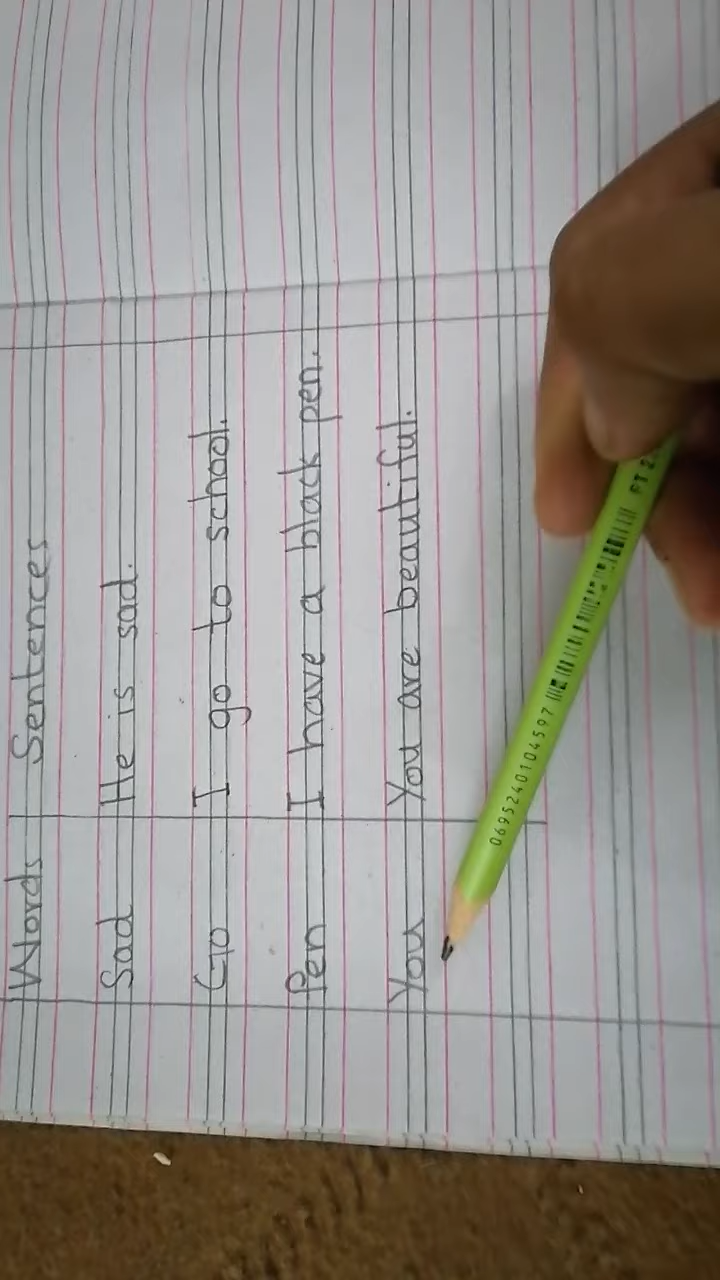 Words Sentences
Sad He is sad.
Go I go to school.
Pen I have a black pen.
You You are beautiful.
0695240104597